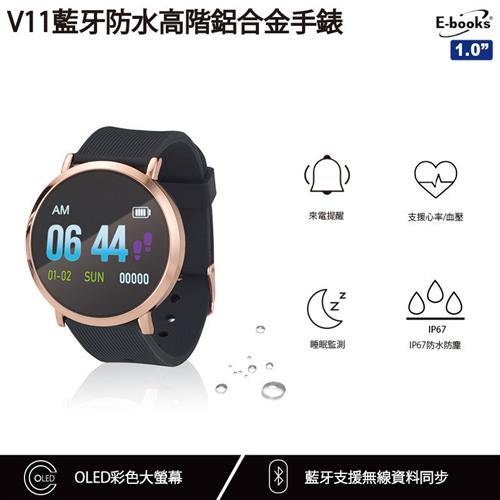 V11藍牙防水高階鋁合金手錶
E-books®
1.0”
AM
06 44
01-02 SUN 00000
來電提醒
支援心率/血壓
睡眠監測
IP67
IP67防水防塵
OLED
OLED彩色大螢幕
藍牙支援無線資料同步